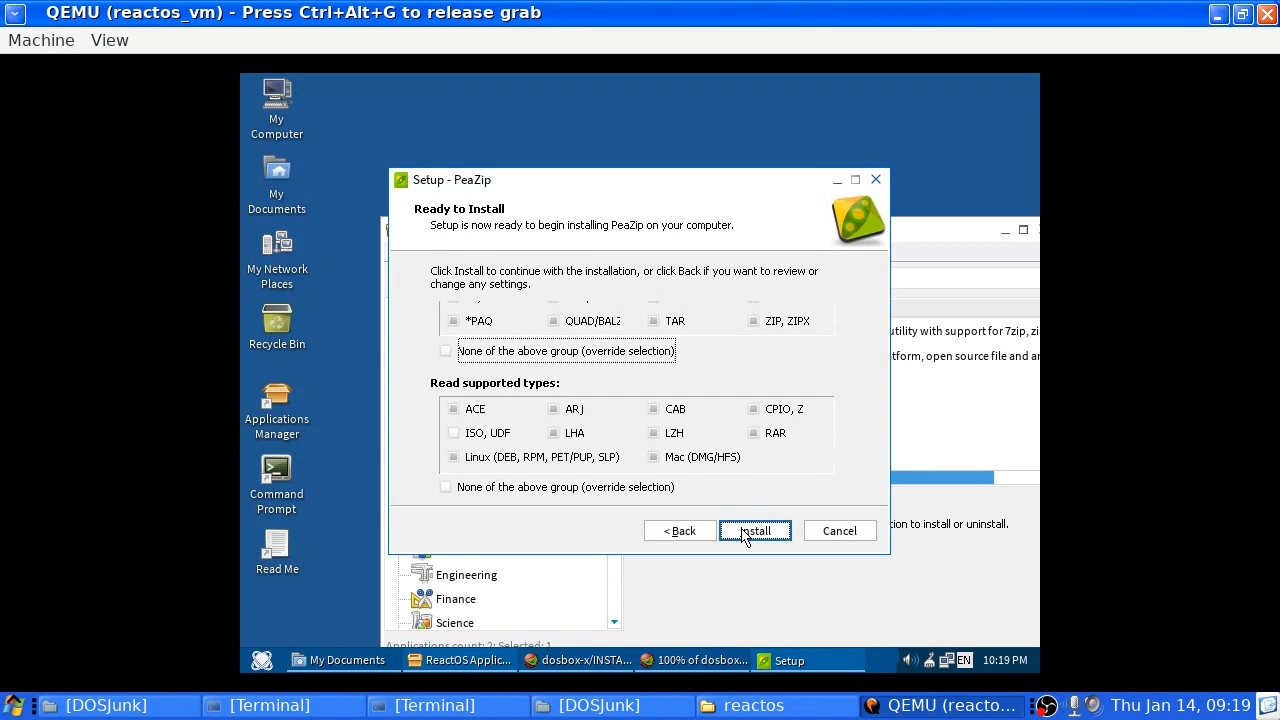 QEMU (reactos_vm) - Press Ctrl+Alt+G to release grab
Machine View
My Computer
My Documents
My Network Places
Recycle Bin
Applications Manager
Command Prompt
Read Me
Setup - PeaZip
Ready to Install
Setup is now ready to begin installing PeaZip on your computer.
Click Install to continue with the installation, or click Back if you want to review or
change any settings.
*PAQ QUAD/BALZ TAR ZIP, ZIPX
None of the above group (override selection)
Read supported types:
ACE ARJ CAB CPIO, Z
ISO, UDF LHA LZH RAR
Linux (DEB, RPM, PET/PUP, SLP) Mac (DMG/HFS)
None of the above group (override selection)
< Back Install Cancel
utility with support for 7zip, zi
tform, open source file and ar
ion to install or uninstall.
Engineering
Finance
Science
Applications count: 2; Selected: 1
My Documents ReactOS Applic... dosbox-x/INSTA... 100% of dosbox... Setup EN 10:19 PM
[DOSJunk] [Terminal] [Terminal] [DOSJunk] reactos QEMU (reacto... Thu Jan 14, 09:19